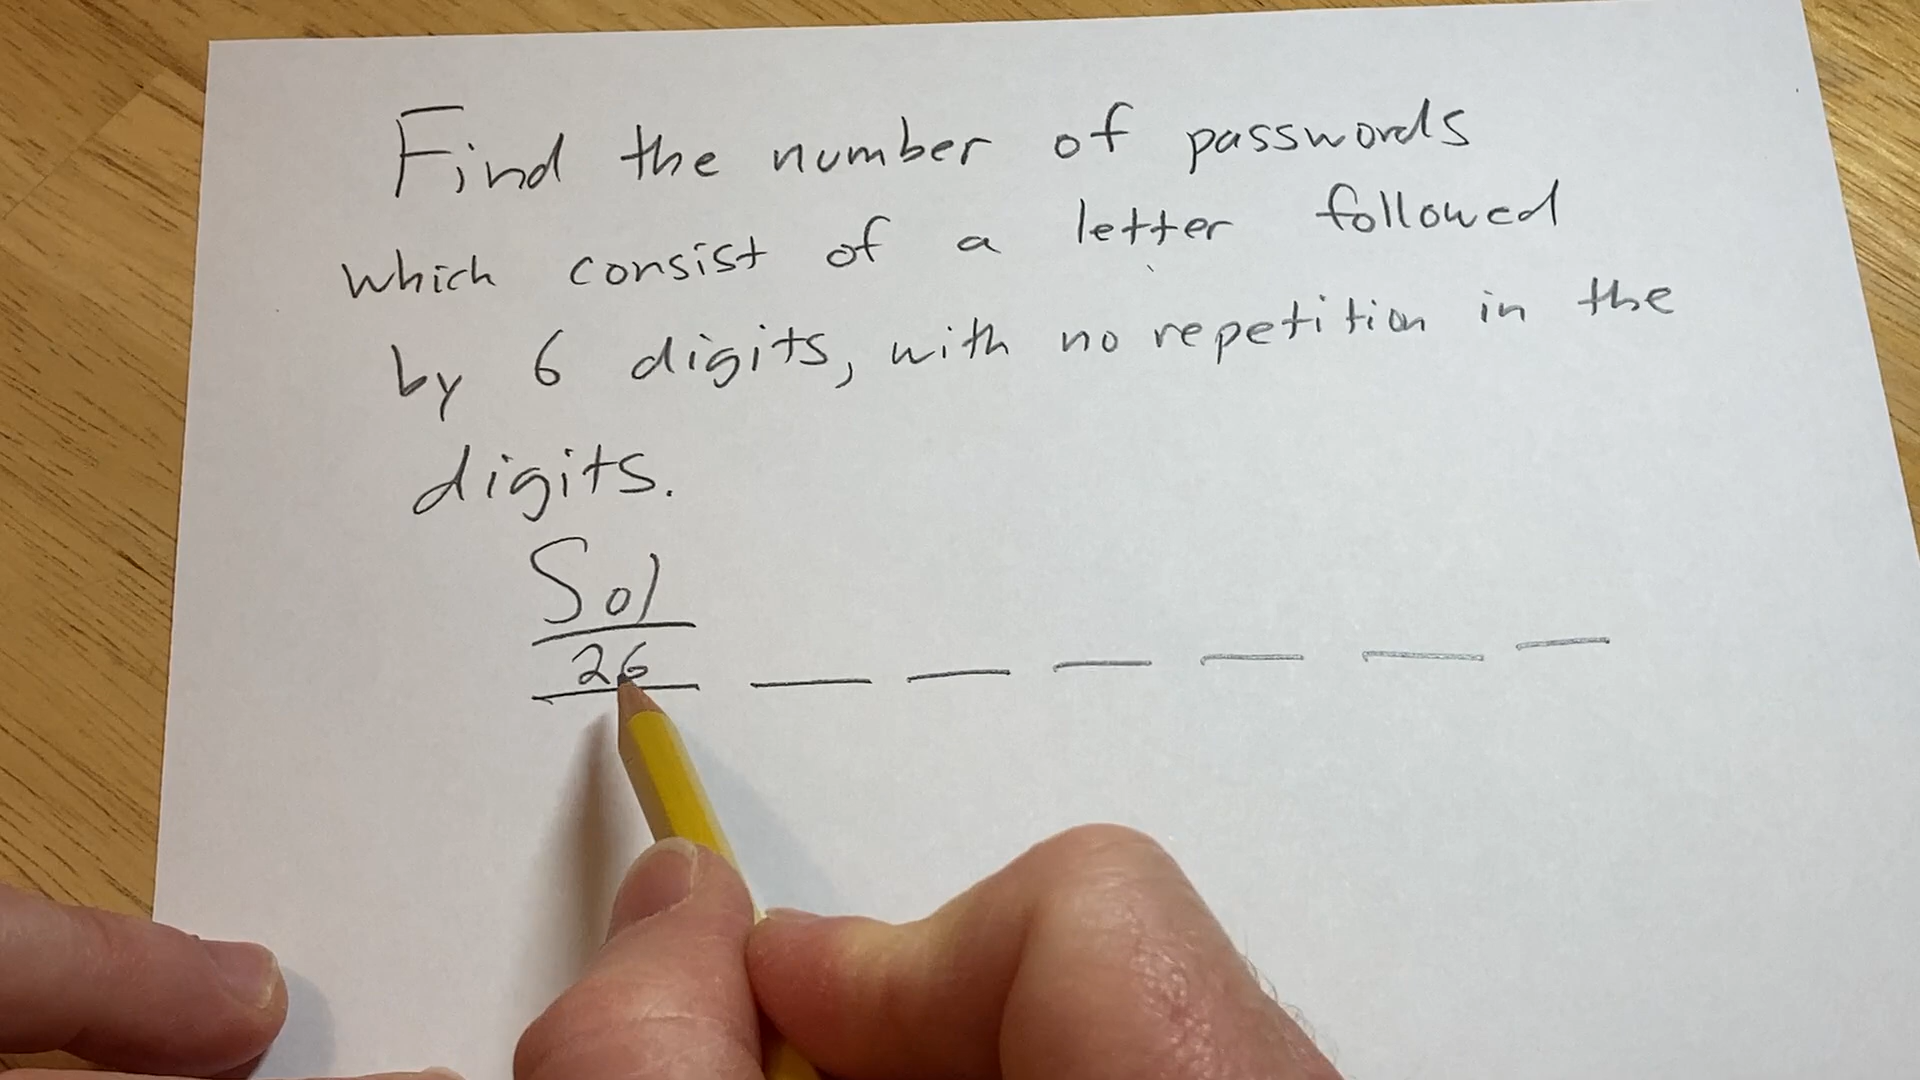 Find the number of passwords
which consist of a letter followed
by 6 digits, with no repetition in the
digits.
Sol
26